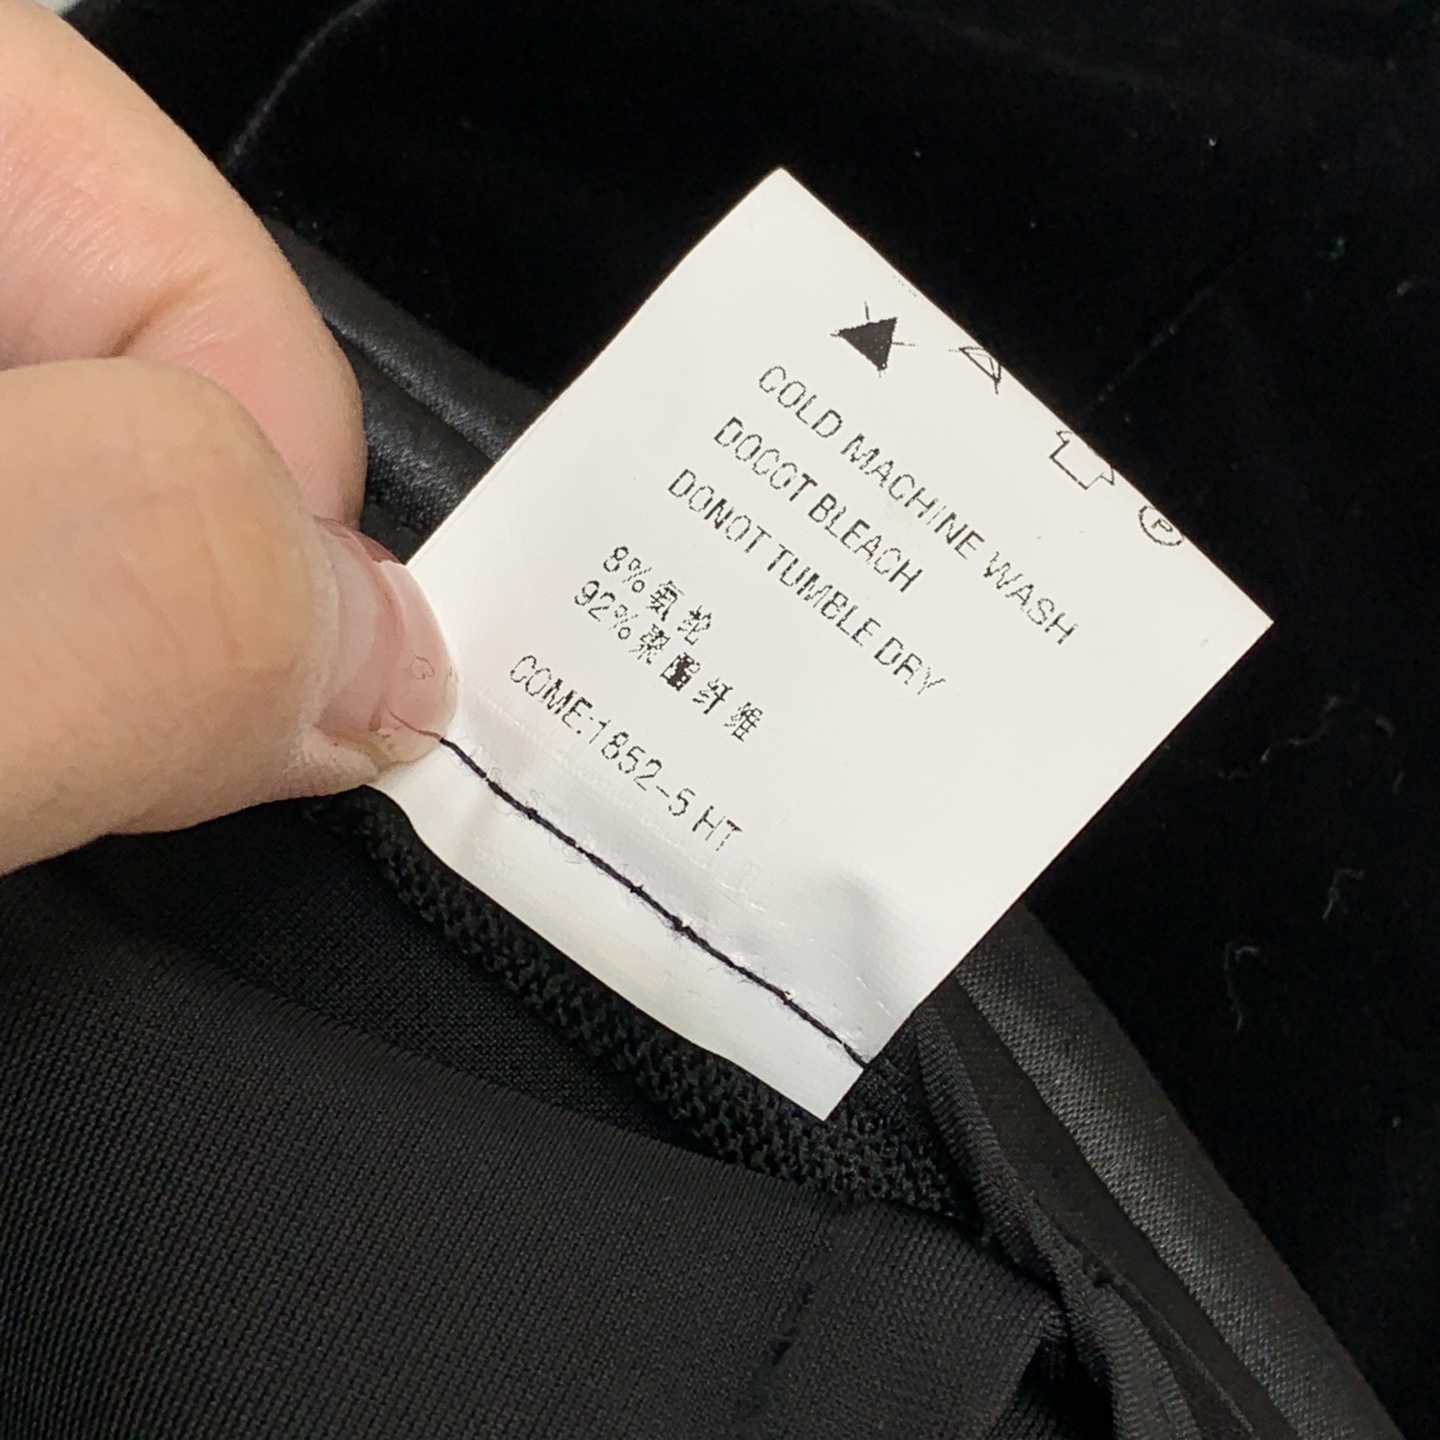 COLD MACHINE WASH
DOCOT BLEACH
DONOT TUMBLE DRY
8%氨纶
92%聚酯纤维
COME:1852-5 HT